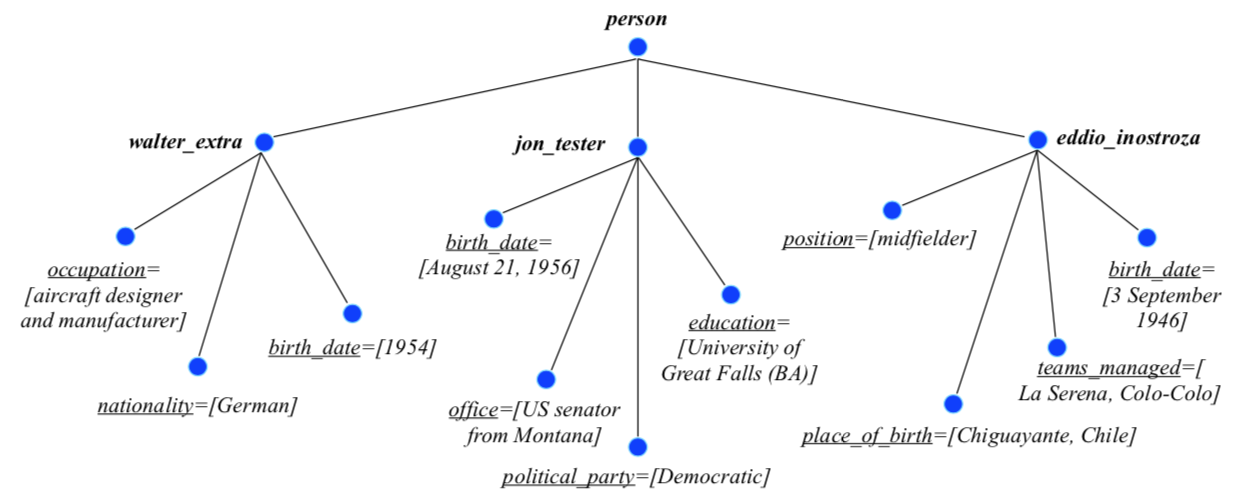 person
walter_extra
jon_tester
eddio_inostroza
occupation=
[aircraft designer
and manufacturer]
nationality=[German]
birth_date=[1954]
birth_date=
[August 21, 1956]
office=[US senator
from Montana]
political_party=[Democratic]
education=
[University of
Great Falls (BA)]
position=[midfielder]
place_of_birth=[Chiguayante, Chile]
teams_managed=[
La Serena, Colo-Colo]
birth_date=
[3 September
1946]